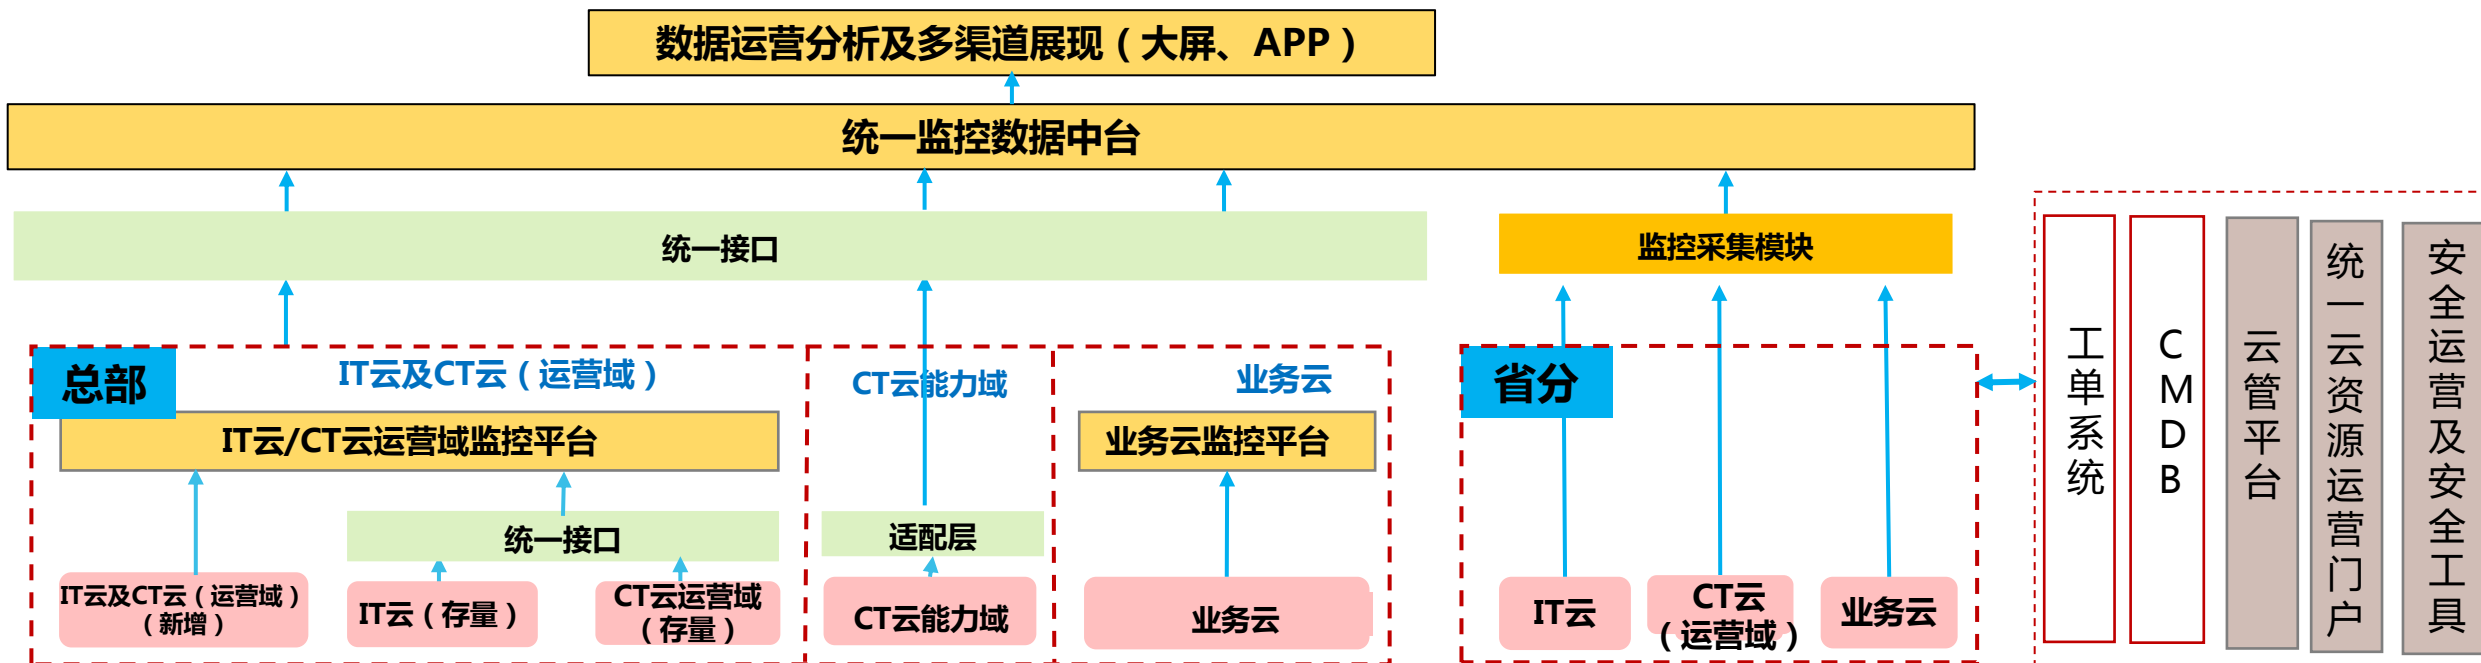 数据运营分析及多渠道展现（大屏、APP）
统一监控数据中台
统一接口
监控采集模块
总部
IT云及CT云（运营域）
CT云能力域
业务云
IT云/CT云运营域监控平台
业务云监控平台
统一接口
适配层
IT云及CT云（运营域）
（新增）
IT云（存量）
CT云运营域
（存量）
CT云能力域
业务云
省分
IT云
CT云
（运营域）
业务云
工单系统
CMDB
云管平台
统一云资源运营门户
安全运营及安全工具